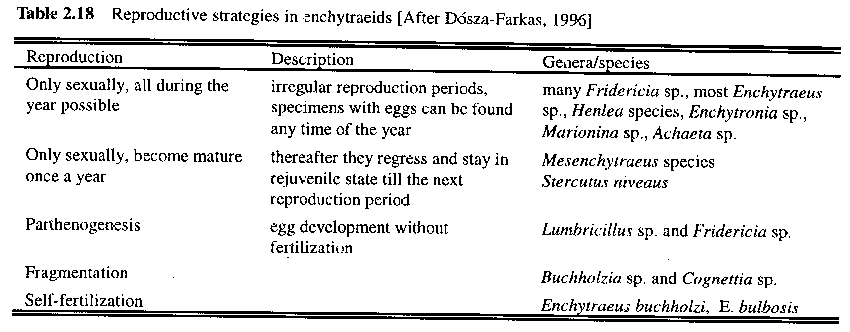 Table 2.18 Reproductive strategies in enchytraeids [After Dósza-Farkas, 1996]
Reproduction Description Genera/species
Only sexually, all during the irregular reproduction periods, many Fridericia sp., most Enchytraeus
year possible specimens with eggs can be found sp., Henlea species, Enchytronia sp.,
any time of the year Marionina sp., Achaeta sp.
Only sexually, become mature thereafter they regress and stay in Mesenchytraeus species
once a year rejuvenile state till the next Stercutus niveaus
reproduction period
Parthenogenesis egg development without Lumbricillus sp. and Fridericia sp.
fertilization
Fragmentation Buchholzia sp. and Cognettia sp.
Self-fertilization Enchytraeus buchholzi, E. bulbosis